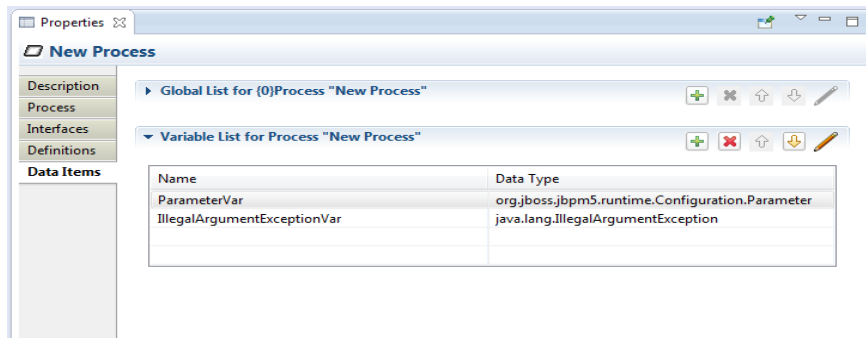 Properties
New Process
Description
Process
Interfaces
Definitions
Data Items
Global List for {0}Process "New Process"
Variable List for Process "New Process"
Name Data Type
ParameterVar org.jboss.jbpm5.runtime.Configuration.Parameter
IllegalArgumentExceptionVar java.lang.IllegalArgumentException